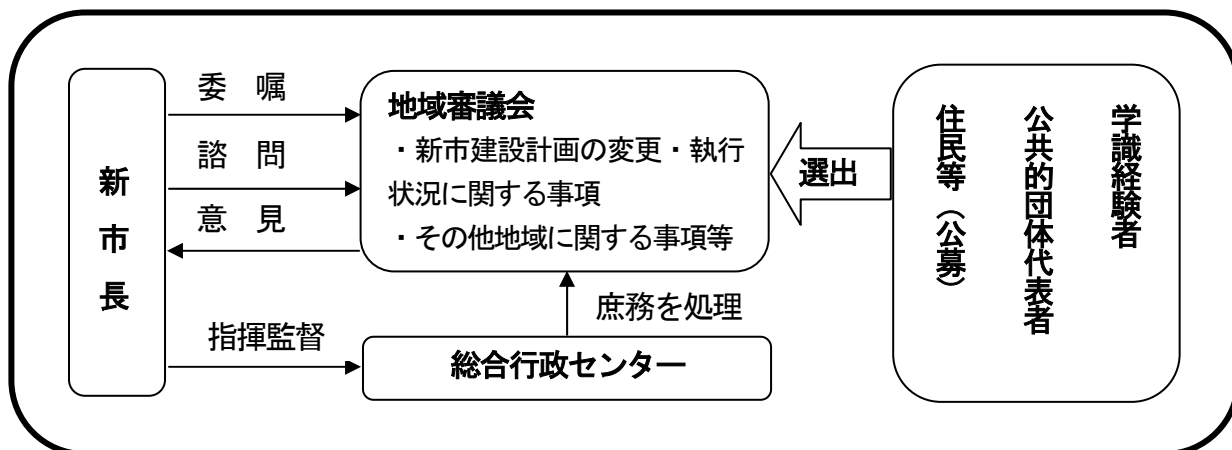 新市長
委 嘱
諮 問
意 見
指揮監督
地域審議会
・新市建設計画の変更・執行
状況に関する事項
・その他地域に関する事項等
庶務を処理
総合行政センター
選出
学識経験者
公共的団体代表者
住民等（公募）